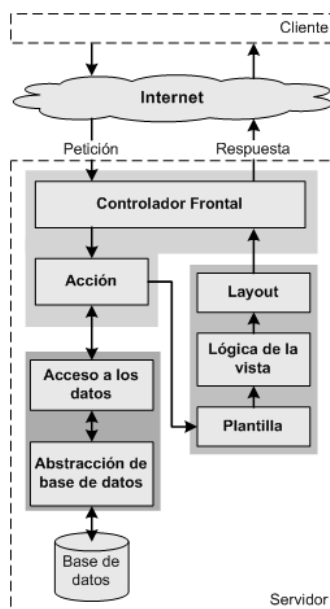 Cliente
Internet
Petición
Respuesta
Controlador Frontal
Acción
Layout
Lógica de la
vista
Acceso a los
datos
Plantilla
Abstracción de
base de datos
Base de
datos
Servidor